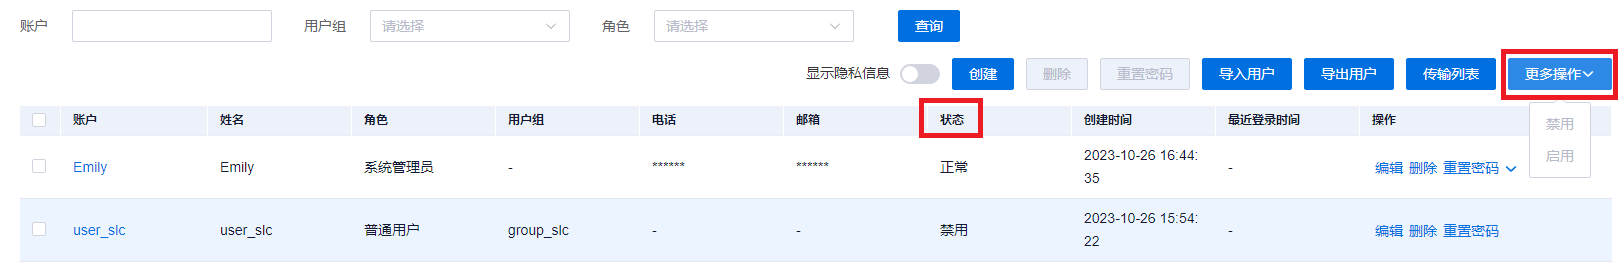 账户 用户组 请选择 角色 请选择 查询
显示隐私信息 创建 删除 重置密码 导入用户 导出用户 传输列表 更多操作
账户 姓名 角色 用户组 电话 邮箱 状态 创建时间 最近登录时间 操作
禁用
启用
Emily Emily 系统管理员 - ****** ****** 正常 2023-10-26 16:44:
35 - 编辑 删除 重置密码
user_slc user_slc 普通用户 group_slc - - 禁用 2023-10-26 15:54:
22 - 编辑 删除 重置密码